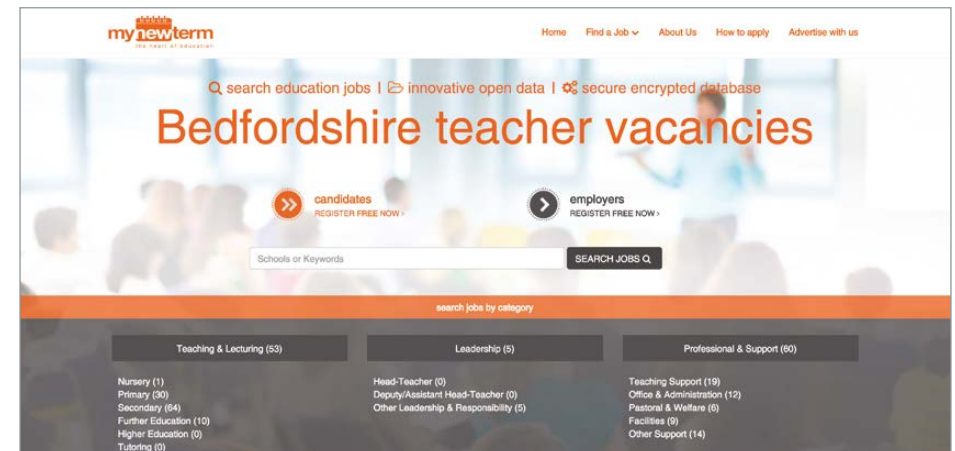 mynewterm
the heart of education
Home Find a Job About Us How to apply Advertise with us
search education jobs | innovative open data | secure encrypted database
Bedfordshire teacher vacancies
candidates
REGISTER FREE NOW ›
employers
REGISTER FREE NOW ›
Schools or Keywords
SEARCH JOBS
search jobs by category
Teaching & Lecturing (53)
Nursery (1)
Primary (30)
Secondary (64)
Further Education (10)
Higher Education (0)
Tutoring (0)
Leadership (5)
Head-Teacher (0)
Deputy/Assistant Head-Teacher (0)
Other Leadership & Responsibility (5)
Professional & Support (60)
Teaching Support (19)
Office & Administration (12)
Pastoral & Welfare (6)
Facilities (9)
Other Support (14)